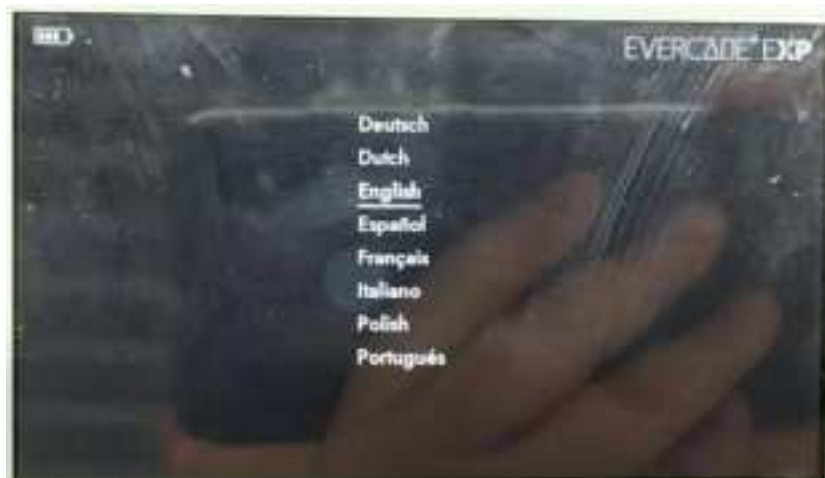 EVERCADE EXP
Deutsch
Dutch
English
Español
Français
Italiano
Polish
Português